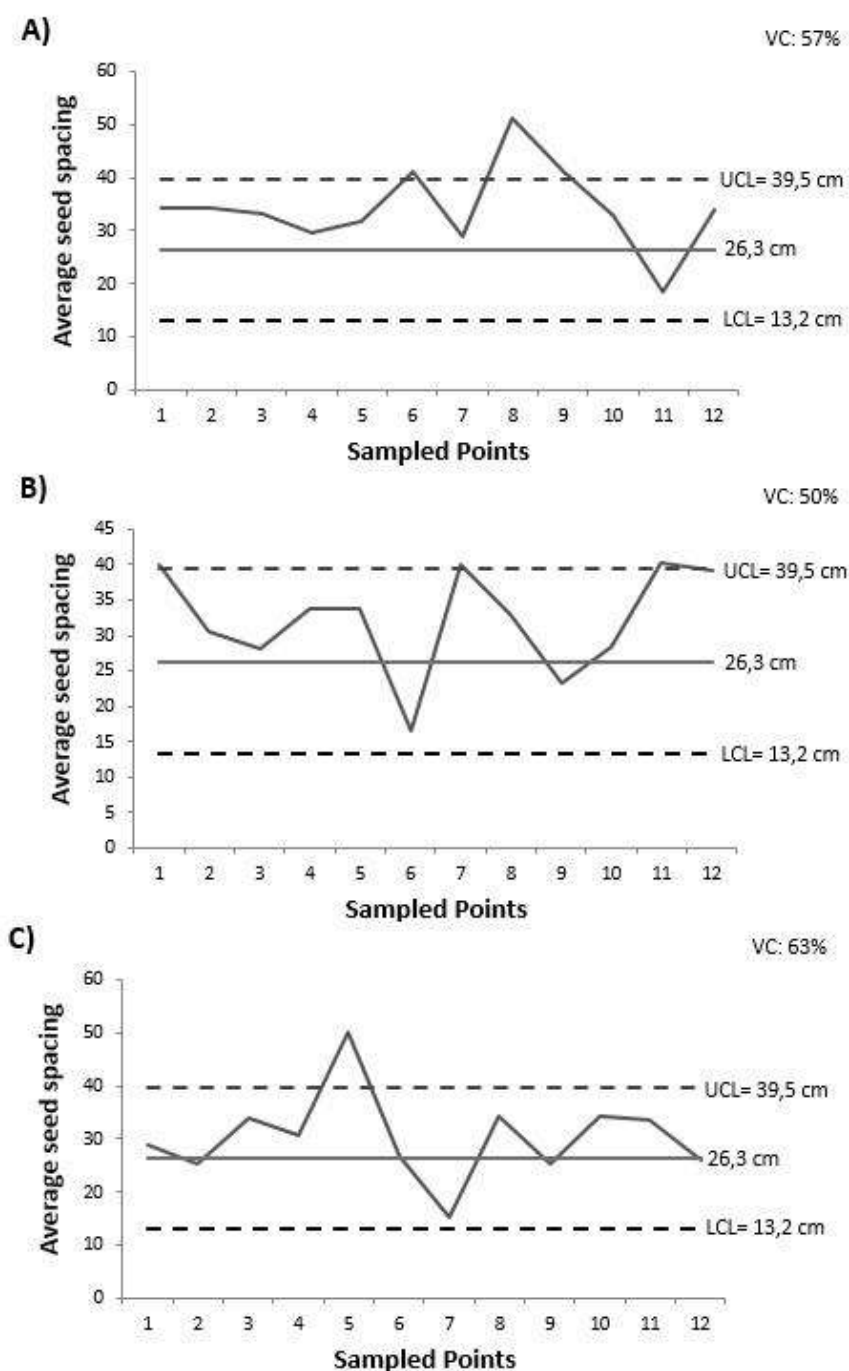 A)
VC: 57%
60
50
40
30
20
10
0
Average seed spacing
UCL= 39,5 cm
26,3 cm
LCL= 13,2 cm
1 2 3 4 5 6 7 8 9 10 11 12
Sampled Points
B)
VC: 50%
45
40
35
30
25
20
15
10
5
0
Average seed spacing
UCL= 39,5 cm
26,3 cm
LCL= 13,2 cm
1 2 3 4 5 6 7 8 9 10 11 12
Sampled Points
C)
VC: 63%
60
50
40
30
20
10
0
Average seed spacing
UCL= 39,5 cm
26,3 cm
LCL= 13,2 cm
1 2 3 4 5 6 7 8 9 10 11 12
Sampled Points